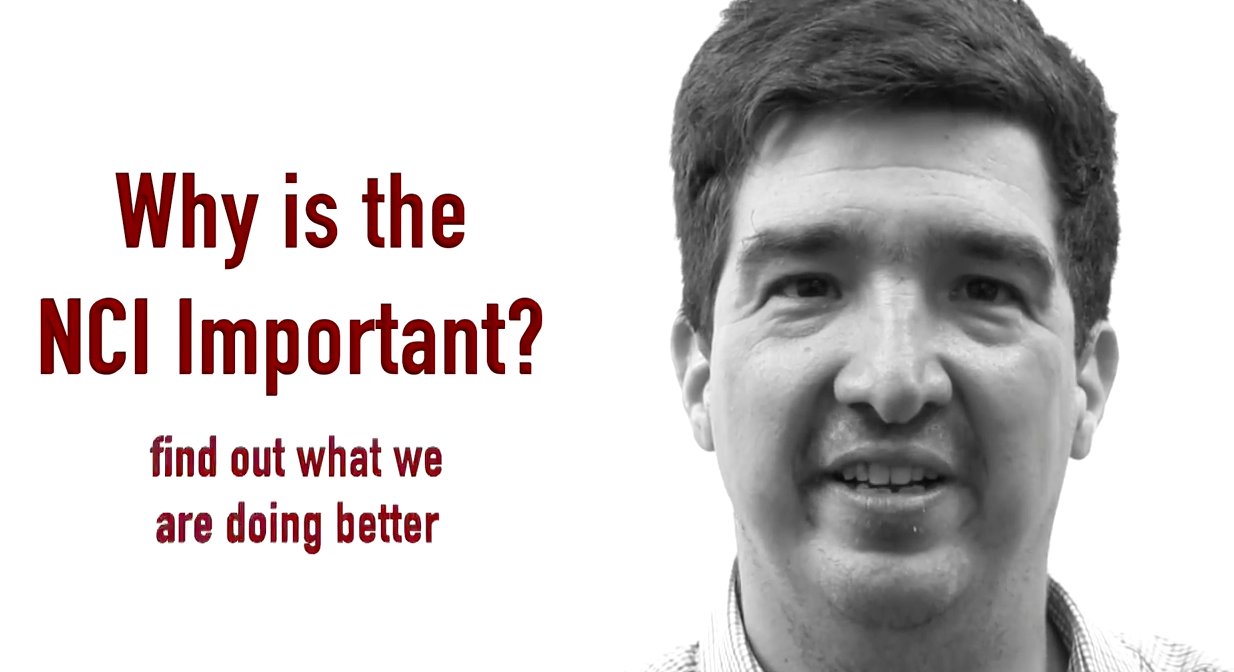 Why is the
NCI Important?
find out what we
are doing better